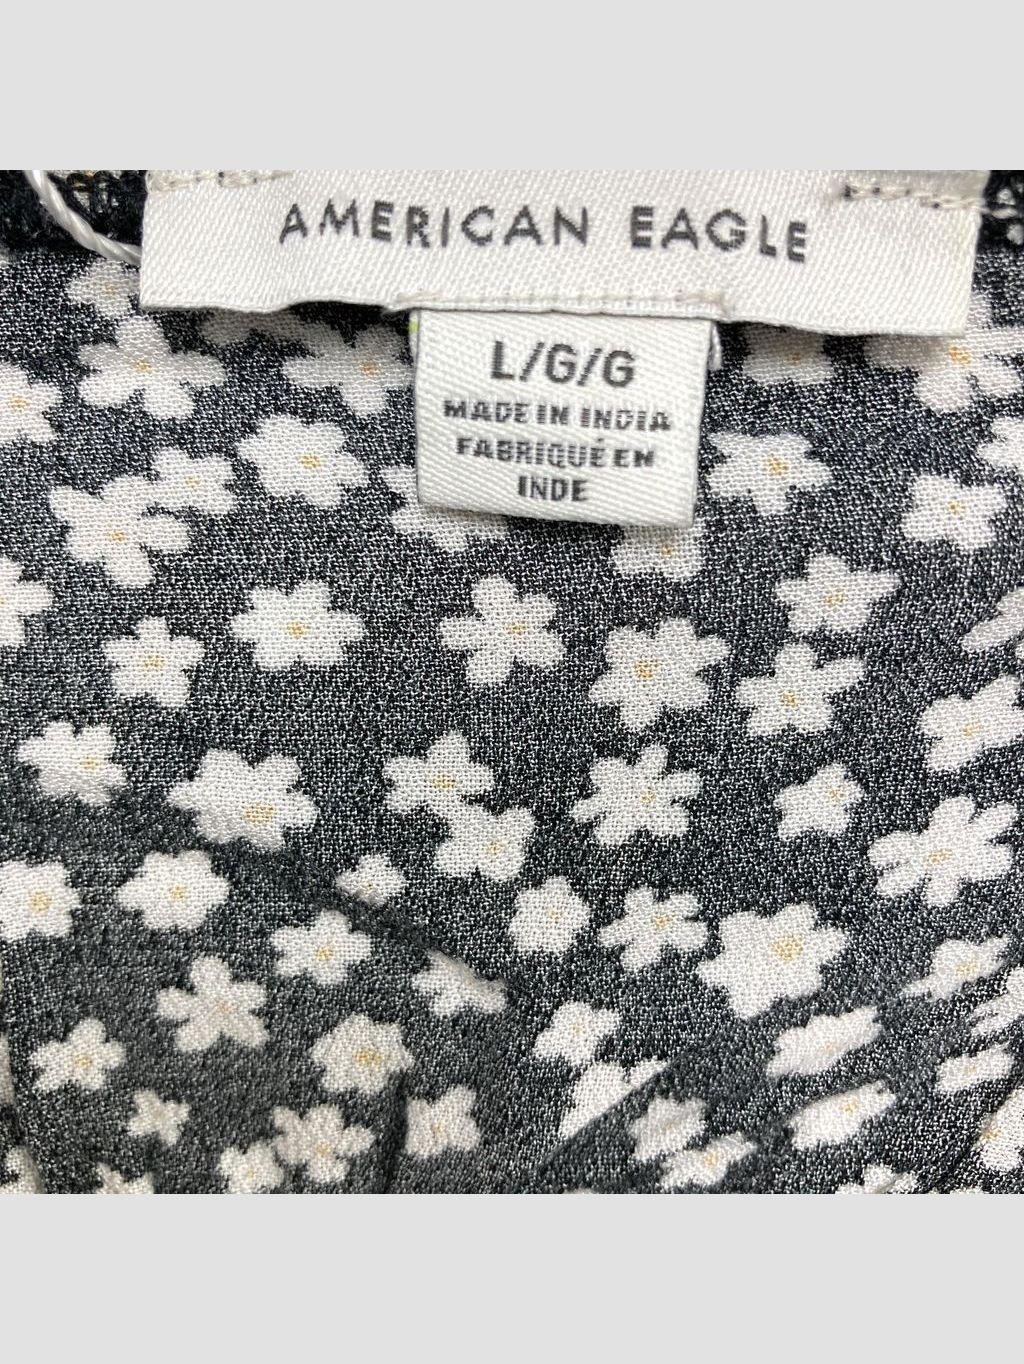 AMERICAN EAGLE
L/G/G
MADE IN INDIA
FABRIQUÉ EN
INDE